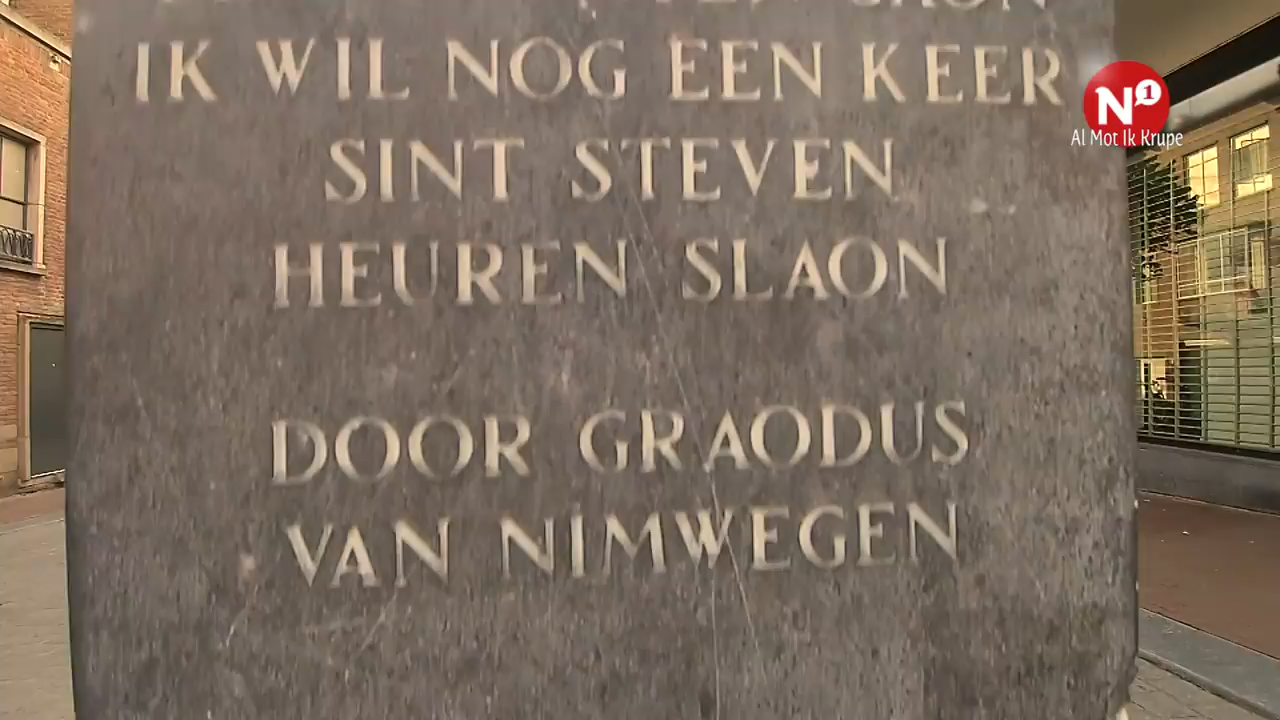 IK WIL NOG EEN KEER
SINT STEVEN
HEUREN SLAON
DOOR GRAODUS
VAN NIMWEGEN
N1
Al Mot Ik Krupe